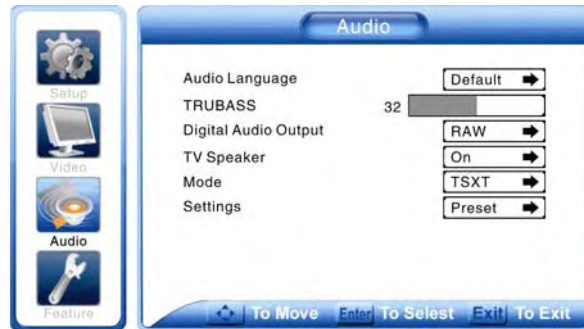 Audio
Setup
Video
Audio
Feature
Audio Language Default
TRUBASS 32
Digital Audio Output RAW
TV Speaker On
Mode TSXT
Settings Preset
To Move Enter To Selest Exit To Exit